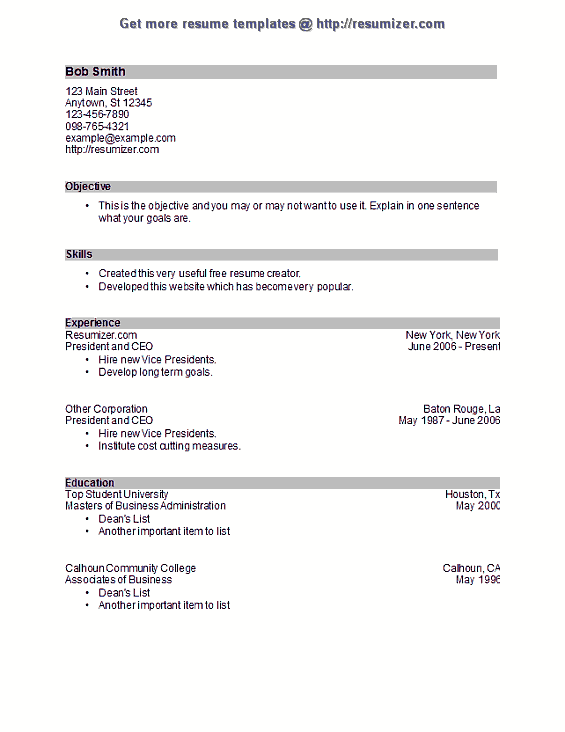 Get more resume templates @ http://resumizer.com
Bob Smith
123 Main Street
Anytown, St 12345
123-456-7890
098-765-4321
example@example.com
http://resumizer.com
Objective
• This is the objective and you may or may not want to use it. Explain in one sentence
what your goals are.
Skills
• Created this very useful free resume creator.
• Developed this website which has become very popular.
Experience
Resumizer.com New York, New York
President and CEO June 2006 - Present
• Hire new Vice Presidents.
• Develop long term goals.
Other Corporation Baton Rouge, La
President and CEO May 1987 - June 2006
• Hire new Vice Presidents.
• Institute cost cutting measures.
Education
Top Student University Houston, Tx
Masters of Business Administration May 2000
• Dean's List
• Another important item to list
Calhoun Community College Calhoun, CA
Associates of Business May 1996
• Dean's List
• Another important item to list